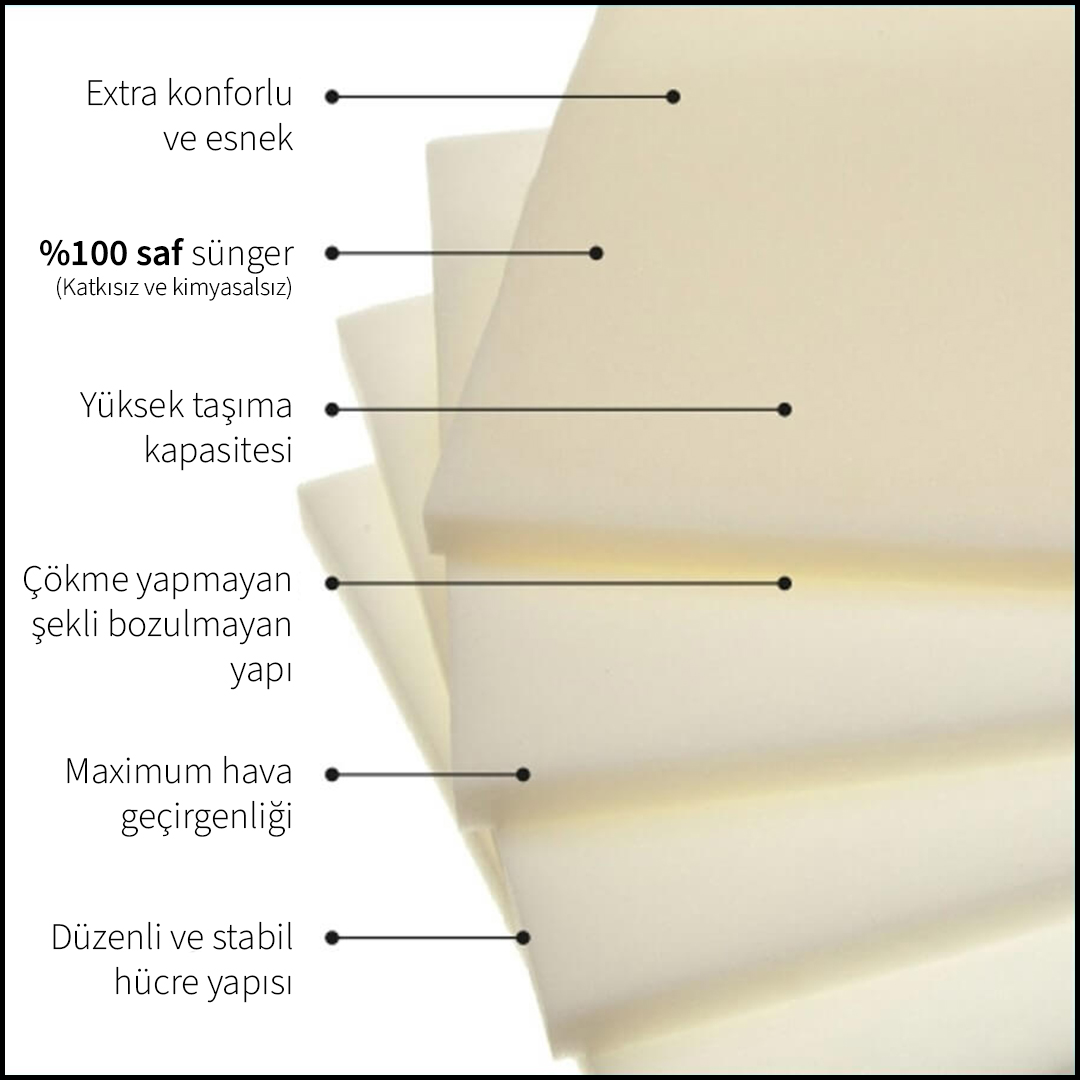 Extra konforlu
ve esnek
%100 saf sünger
(Katkısız ve kimyasalsız)
Yüksek taşıma
kapasitesi
Çökme yapmayan
şekli bozulmayan
yapı
Maximum hava
geçirgenliği
Düzenli ve stabil
hücre yapısı